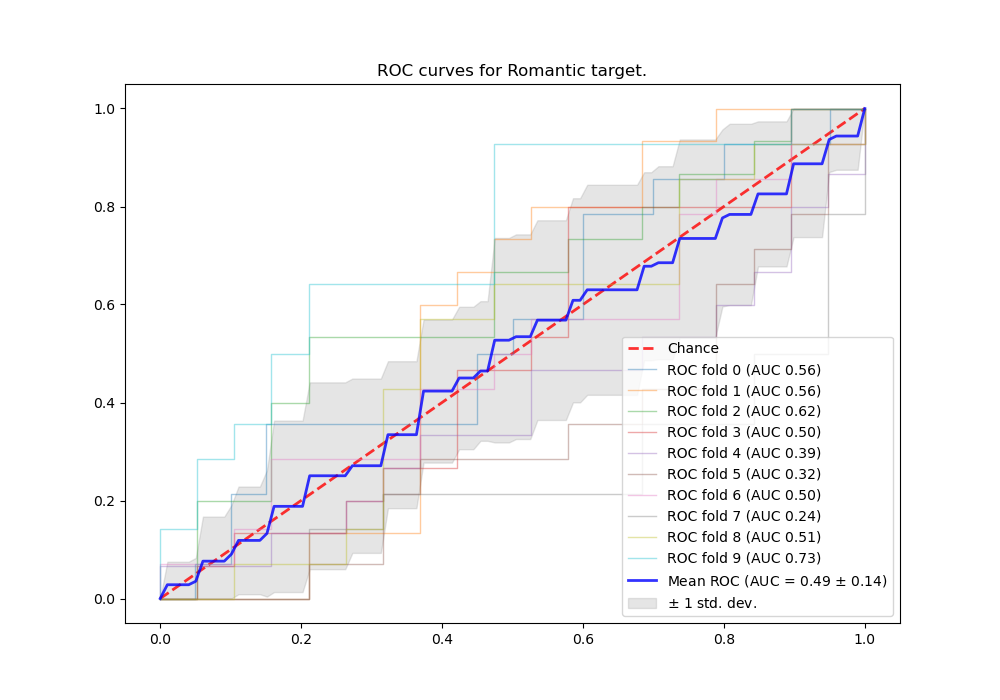 ROC curves for Romantic target.
1.0
0.8
0.6
0.4
0.2
0.0
0.0 0.2 0.4 0.6 0.8 1.0
Chance
ROC fold 0 (AUC 0.56)
ROC fold 1 (AUC 0.56)
ROC fold 2 (AUC 0.62)
ROC fold 3 (AUC 0.50)
ROC fold 4 (AUC 0.39)
ROC fold 5 (AUC 0.32)
ROC fold 6 (AUC 0.50)
ROC fold 7 (AUC 0.24)
ROC fold 8 (AUC 0.51)
ROC fold 9 (AUC 0.73)
Mean ROC (AUC = 0.49 ± 0.14)
± 1 std. dev.